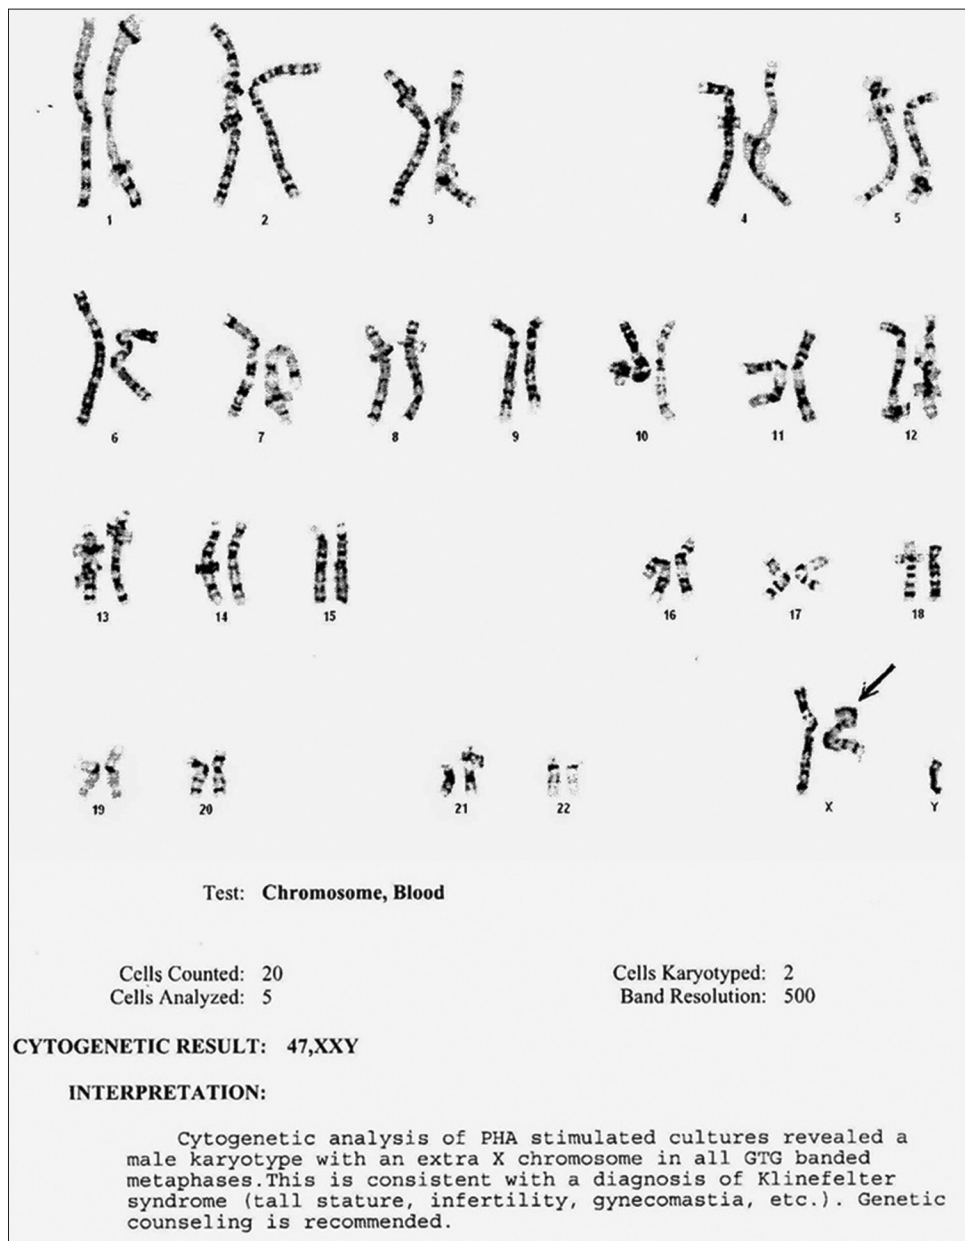 1 2 3 4 5
6 7 8 9 10 11 12
13 14 15 16 17 18
19 20 21 22 X Y
Test: Chromosome, Blood
Cells Counted: 20 Cells Karyotyped: 2
Cells Analyzed: 5 Band Resolution: 500
CYTOGENETIC RESULT: 47,XXY
INTERPRETATION:
Cytogenetic analysis of PHA stimulated cultures revealed a
male karyotype with an extra X chromosome in all GTG banded
metaphases.This is consistent with a diagnosis of Klinefelter
syndrome (tall stature, infertility, gynecomastia, etc.). Genetic
counseling is recommended.